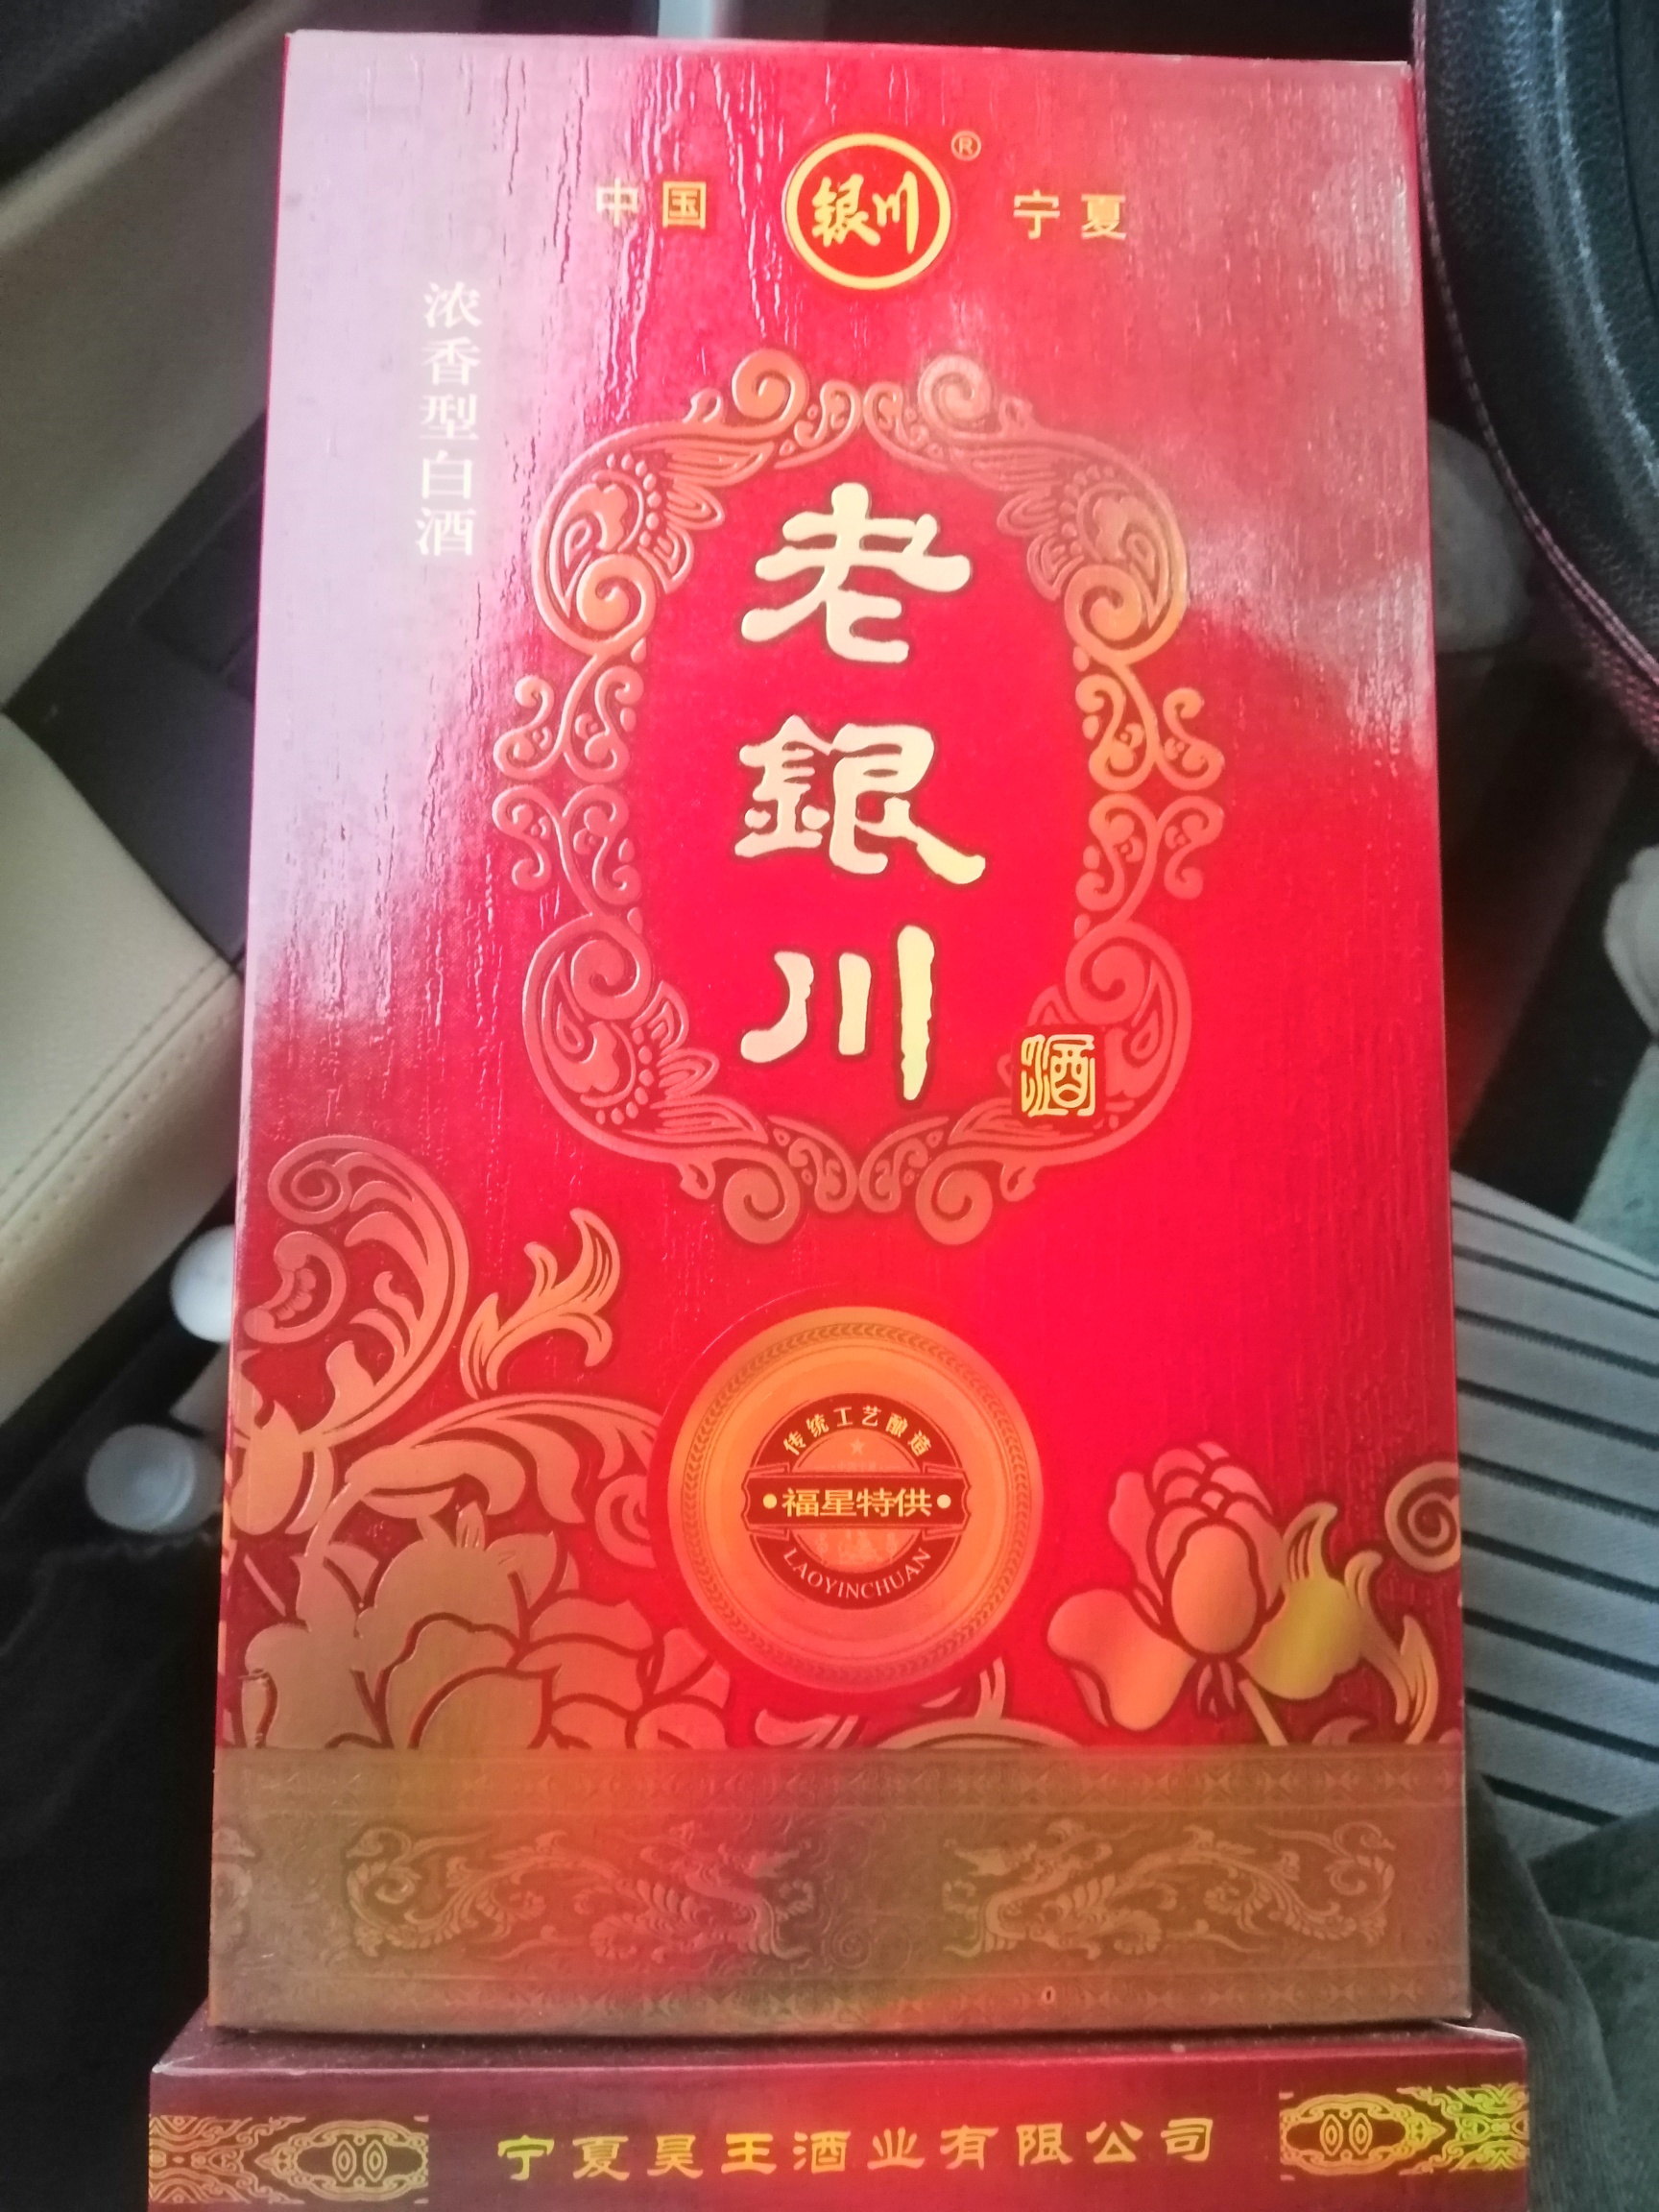 中国 银川 ® 宁夏
浓香型白酒
老銀川
酒
传统工艺酿造
福星特供
LAOYINCHUAN
宁夏昊王酒业有限公司